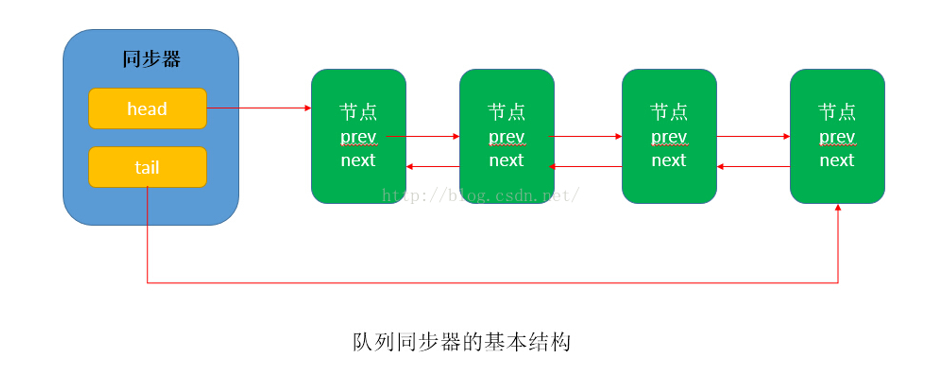 同步器
head
tail
节点
prev
next
节点
prev
next
节点
prev
next
节点
prev
next
http://blog.csdn.net/
队列同步器的基本结构